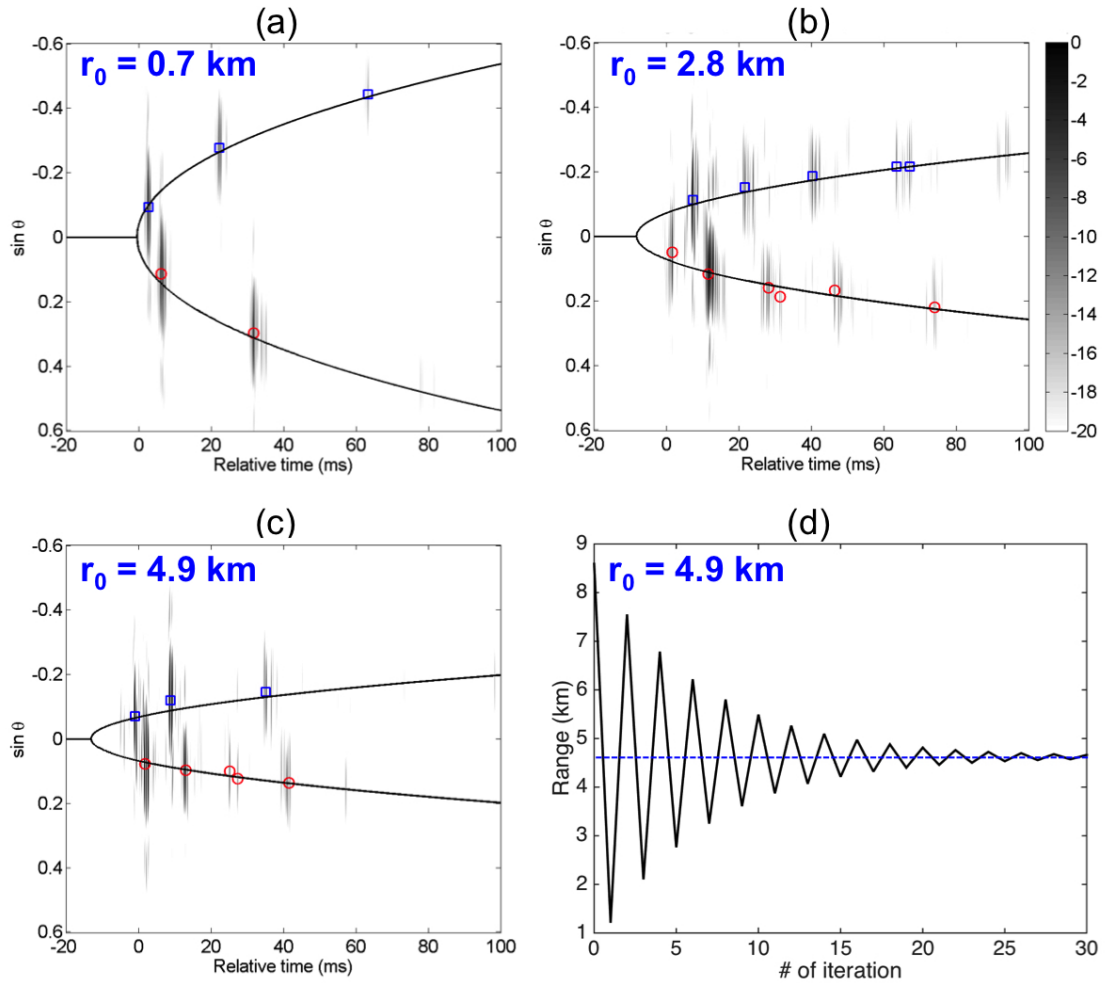 (a)
r0 = 0.7 km
-0.6
-0.4
-0.2
0
0.2
0.4
0.6
sin θ
-20 0 20 40 60 80 100
Relative time (ms)
(b)
r0 = 2.8 km
-0.6
-0.4
-0.2
0
0.2
0.4
0.6
sin θ
-20 0 20 40 60 80 100
Relative time (ms)
0
-2
-4
-6
-8
-10
-12
-14
-16
-18
-20
(c)
r0 = 4.9 km
-0.6
-0.4
-0.2
0
0.2
0.4
0.6
sin θ
-20 0 20 40 60 80 100
Relative time (ms)
(d)
r0 = 4.9 km
9
8
7
6
5
4
3
2
1
Range (km)
0 5 10 15 20 25 30
# of iteration